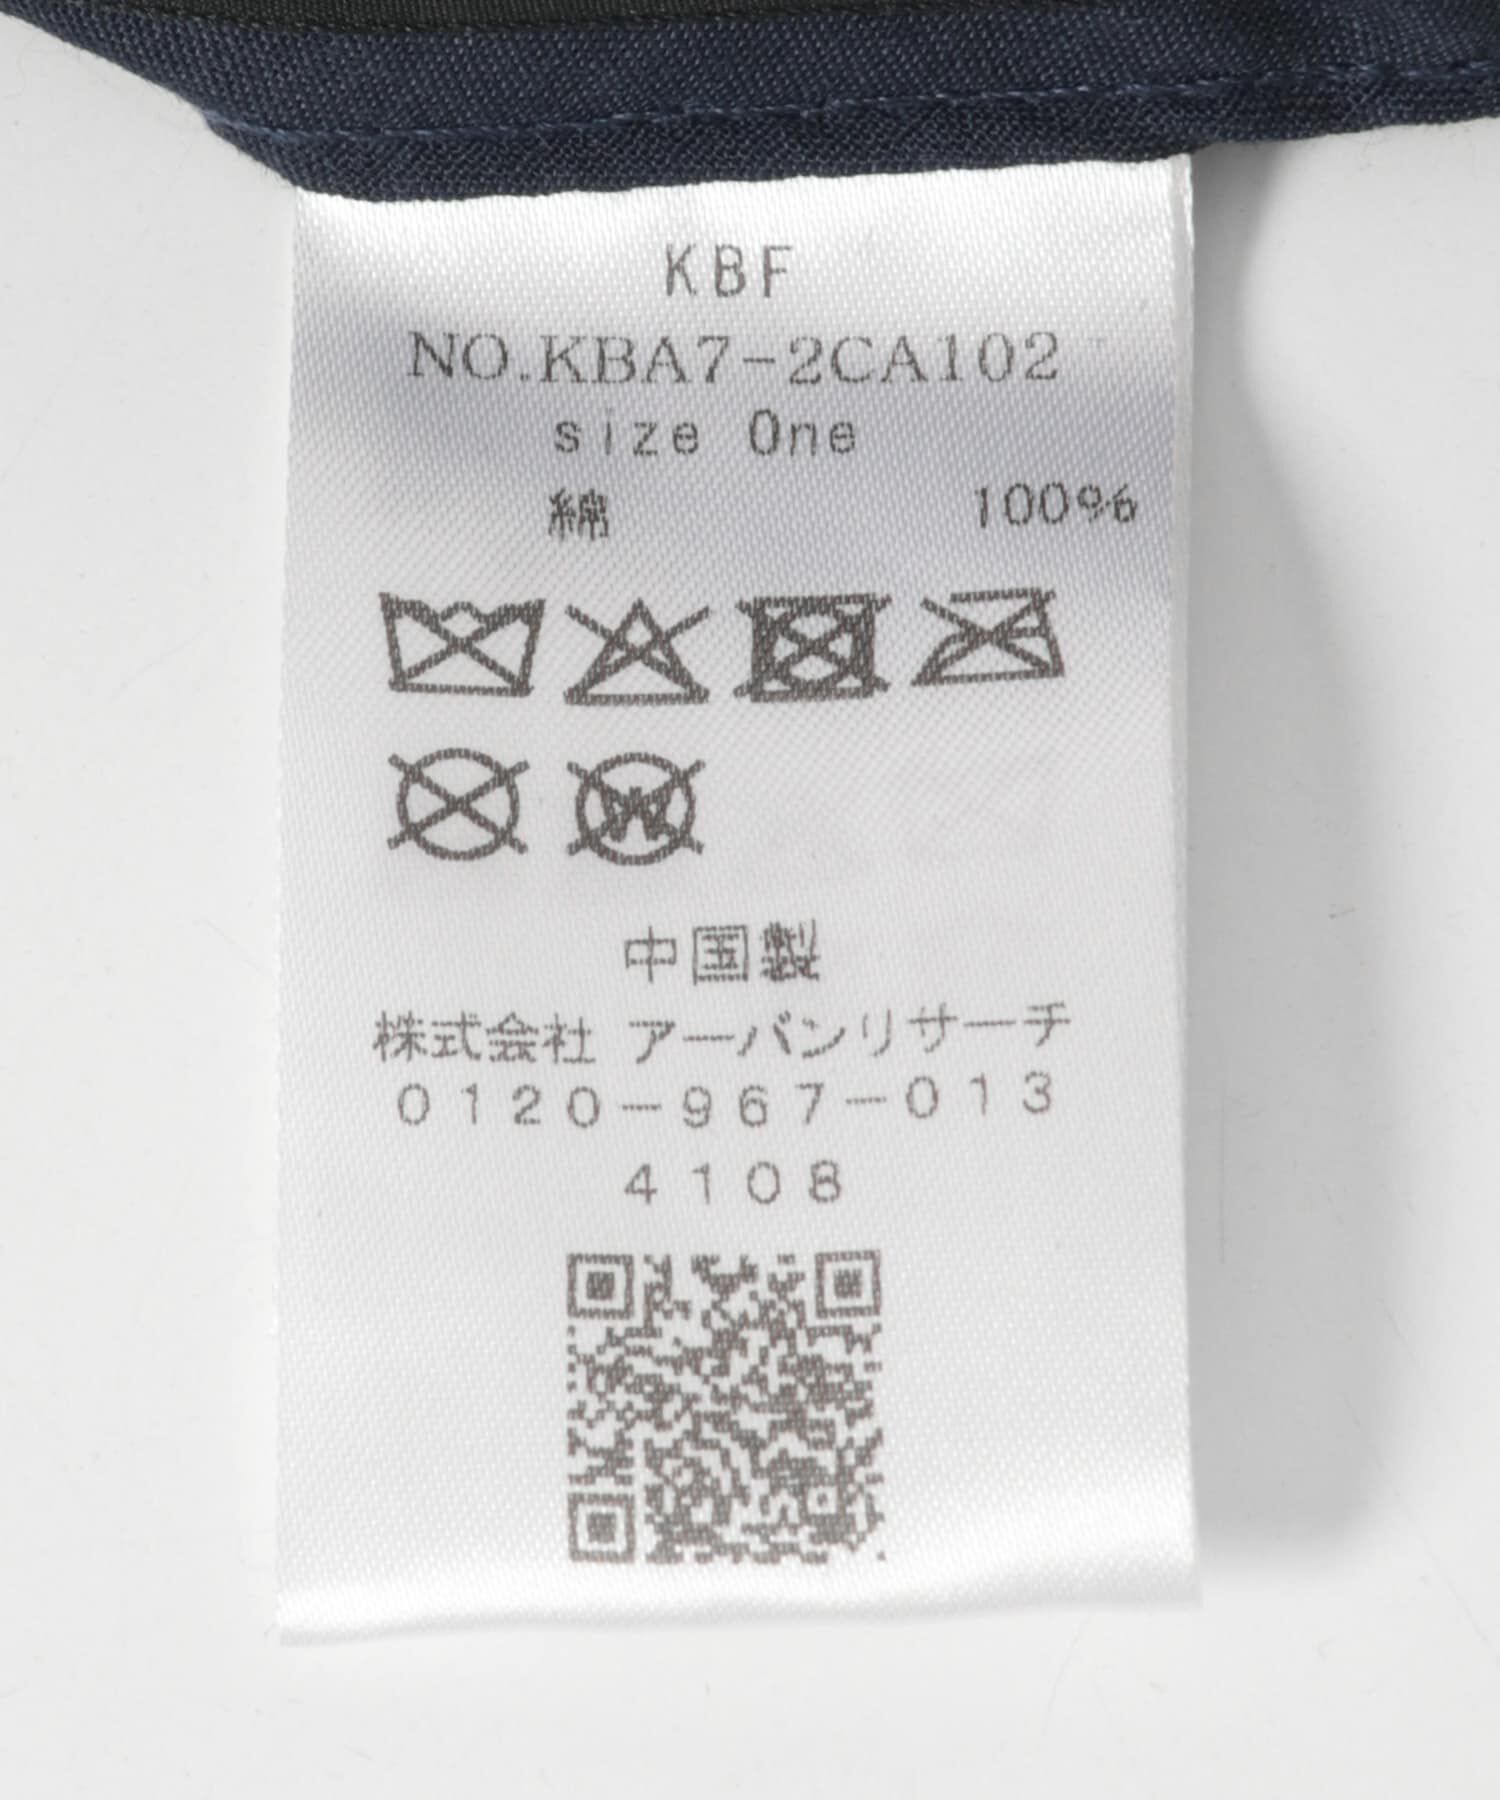 KBF
NO.KBA7-2CA102
size One
綿 100%
中国製
株式会社 アーバンリサーチ
0120-967-013
4108